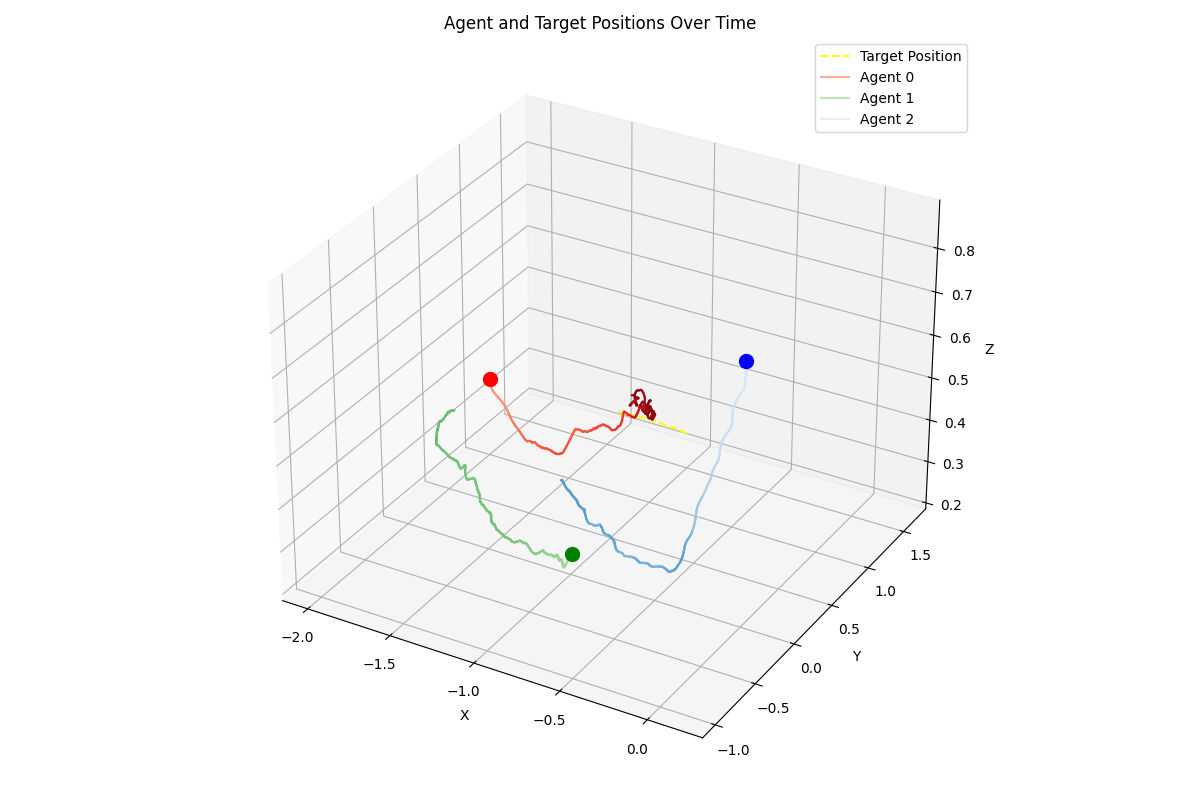 Agent and Target Positions Over Time
Target Position
Agent 0
Agent 1
Agent 2
0.8
0.7
0.6
0.5
0.4
0.3
0.2
Z
1.5
1.0
0.5
0.0
−0.5
−1.0
Y
−2.0
−1.5
−1.0
−0.5
0.0
X